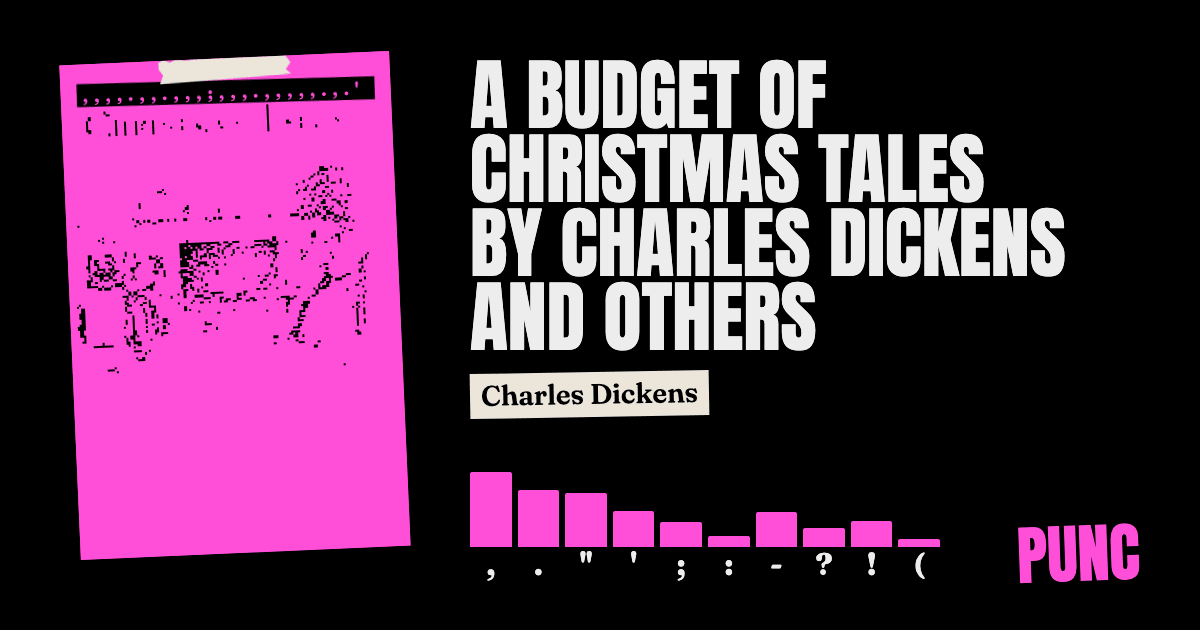 ,,,,.,,.,,,;,,,.,,,,,.,.'
A BUDGET OF
CHRISTMAS TALES
BY CHARLES DICKENS
AND OTHERS
Charles Dickens
, . " ' ; : - ? ! (
PUNC